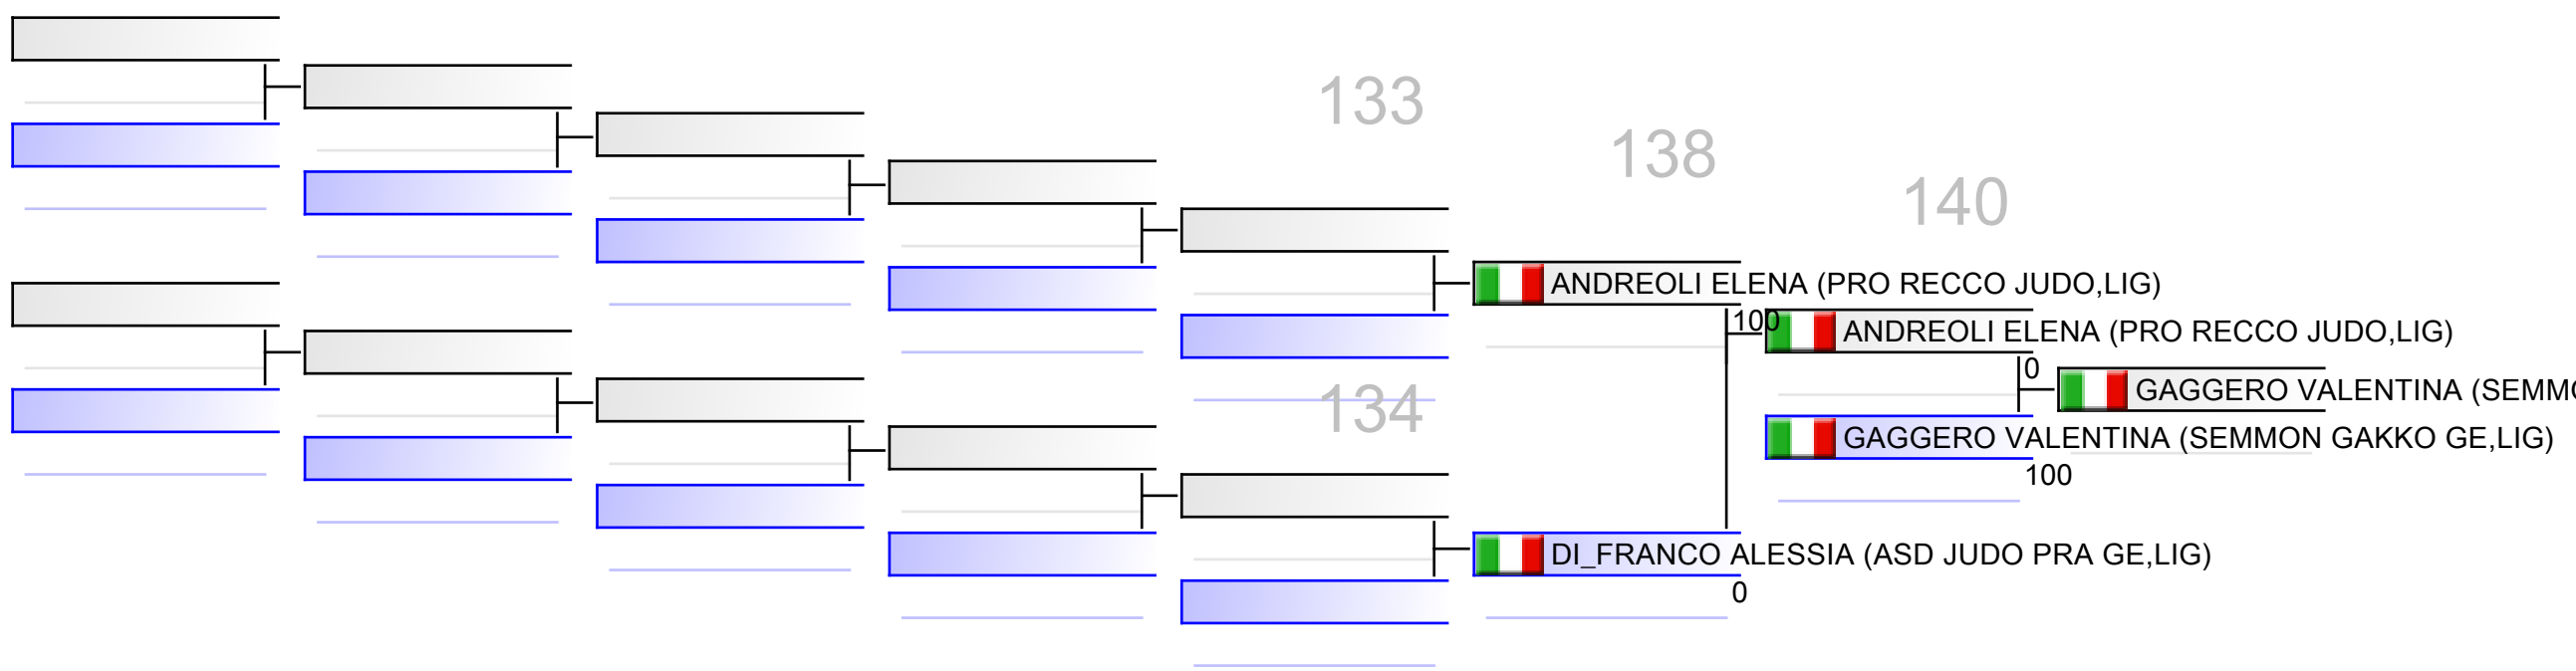 133
138
140
ANDREOLI ELENA (PRO RECCO JUDO,LIG)
100
ANDREOLI ELENA (PRO RECCO JUDO,LIG)
0
GAGGERO VALENTINA (SEMMO
GAGGERO VALENTINA (SEMMON GAKKO GE,LIG)
100
134
DI_FRANCO ALESSIA (ASD JUDO PRA GE,LIG)
0